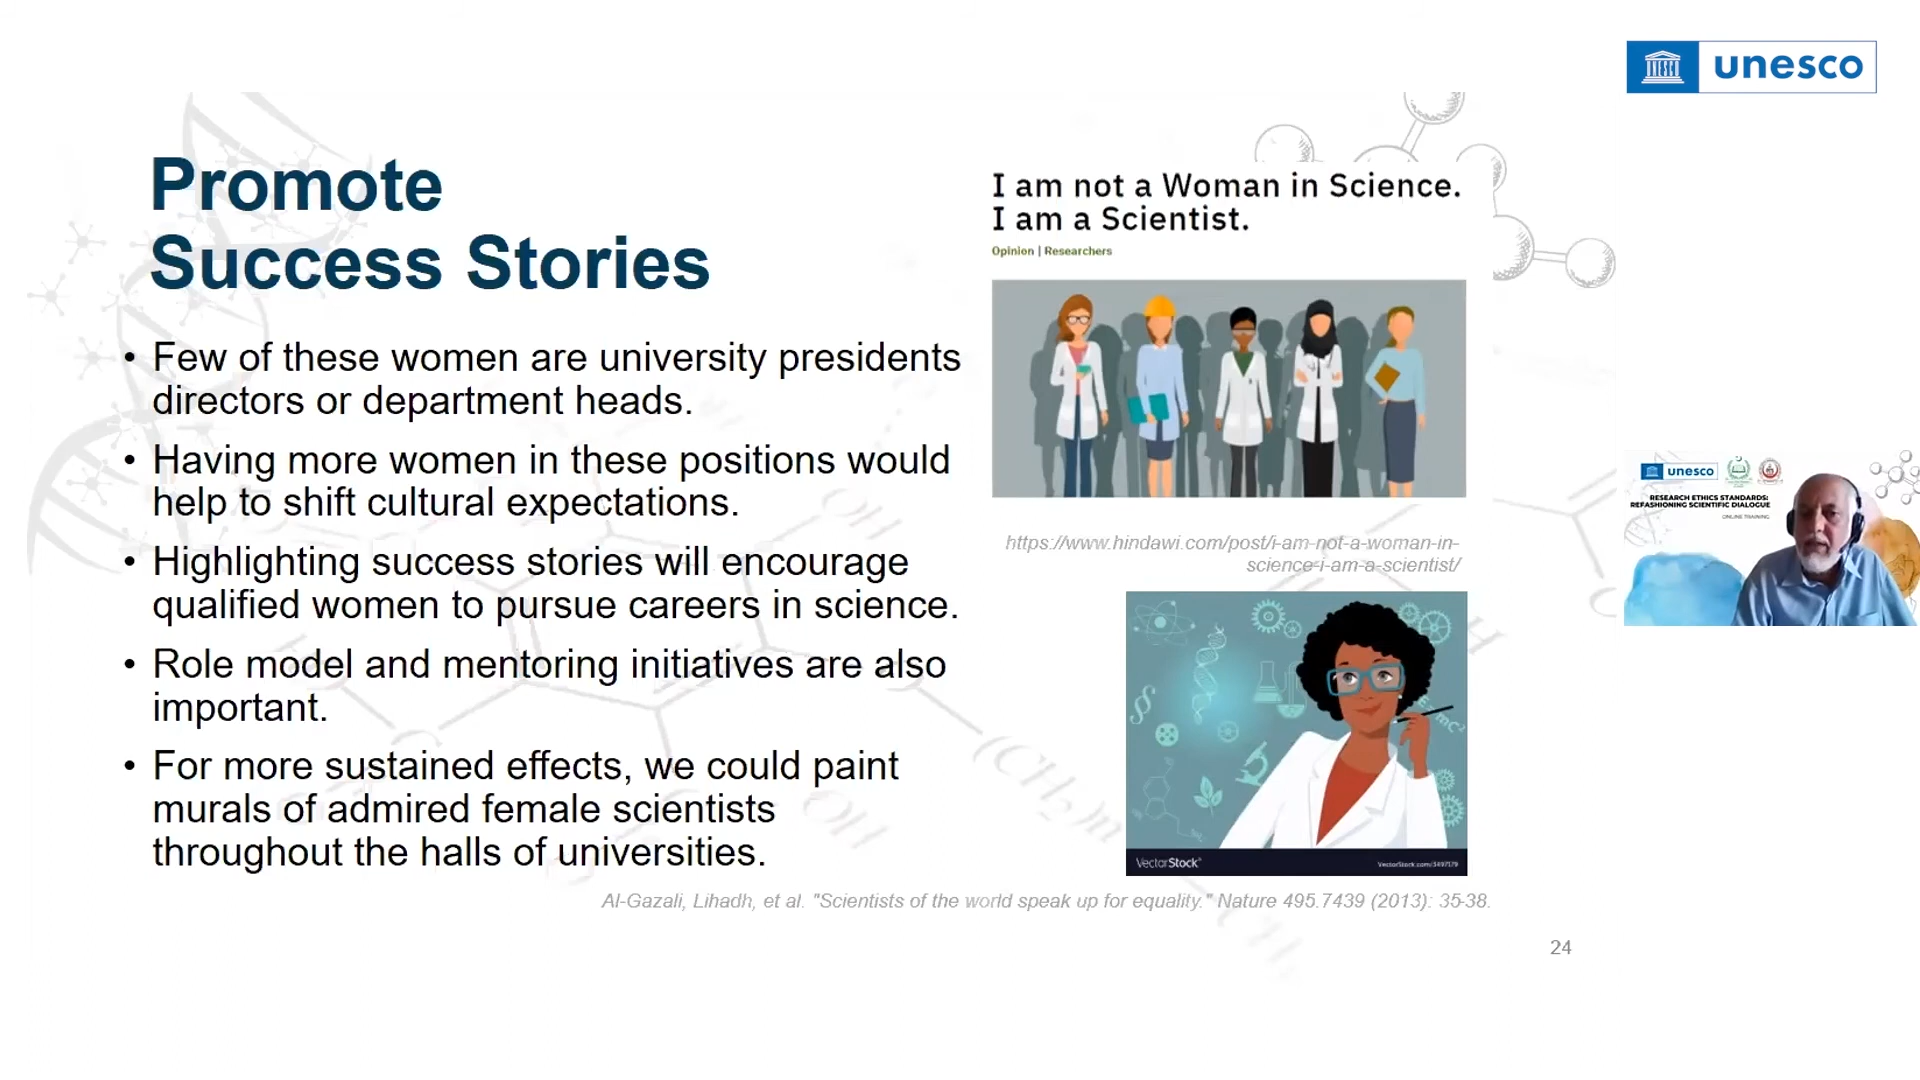 unesco
UNESCO
Promote
Success Stories
• Few of these women are university presidents
directors or department heads.
• Having more women in these positions would
help to shift cultural expectations.
• Highlighting success stories will encourage
qualified women to pursue careers in science.
• Role model and mentoring initiatives are also
important.
• For more sustained effects, we could paint
murals of admired female scientists
throughout the halls of universities.
I am not a Woman in Science.
I am a Scientist.
Opinion | Researchers
https://www.hindawi.com/post/i-am-not-a-woman-in-
science-i-am-a-scientist/
VectorStock®
VectorStock.com/3497179
Al-Gazali, Lihadh, et al. "Scientists of the world speak up for equality." Nature 495.7439 (2013): 35-38.
24
unesco
RESEARCH ETHICS STANDARDS:
REFASHIONING SCIENTIFIC DIALOGUE
ONLINE TRAINING
OH
OH
(CH₂)m